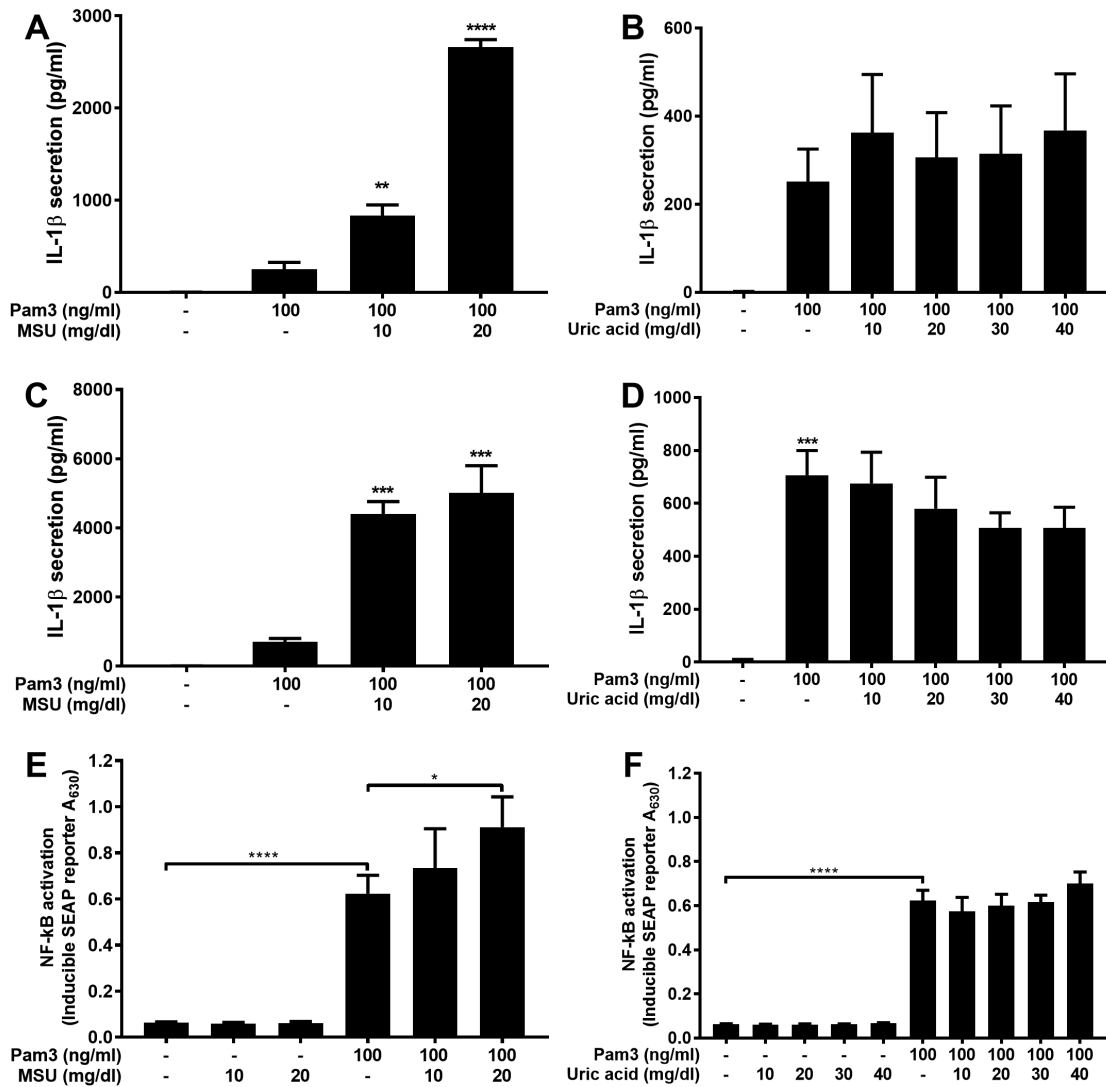 A
IL-1β secretion (pg/ml)
3000
2000
1000
0
**
****
Pam3 (ng/ml) - 100 100 100
MSU (mg/dl) - - 10 20
B
IL-1β secretion (pg/ml)
600
400
200
0
Pam3 (ng/ml) - 100 100 100 100 100
Uric acid (mg/dl) - - 10 20 30 40
C
IL-1β secretion (pg/ml)
8000
6000
4000
2000
0
***
***
Pam3 (ng/ml) - 100 100 100
MSU (mg/dl) - - 10 20
D
IL-1β secretion (pg/ml)
1000
800
600
400
200
0
***
Pam3 (ng/ml) - 100 100 100 100 100
Uric acid (mg/dl) - - 10 20 30 40
E
NF-kB activation
(Inducible SEAP reporter A630)
1.2
1.0
0.8
0.6
0.4
0.2
0.0
****
*
Pam3 (ng/ml) - - - 100 100 100
MSU (mg/dl) - 10 20 - 10 20
F
NF-kB activation
(Inducible SEAP reporter A630)
1.2
1.0
0.8
0.6
0.4
0.2
0.0
****
Pam3 (ng/ml) - - - - - 100 100 100 100 100
Uric acid (mg/dl) - 10 20 30 40 - 10 20 30 40